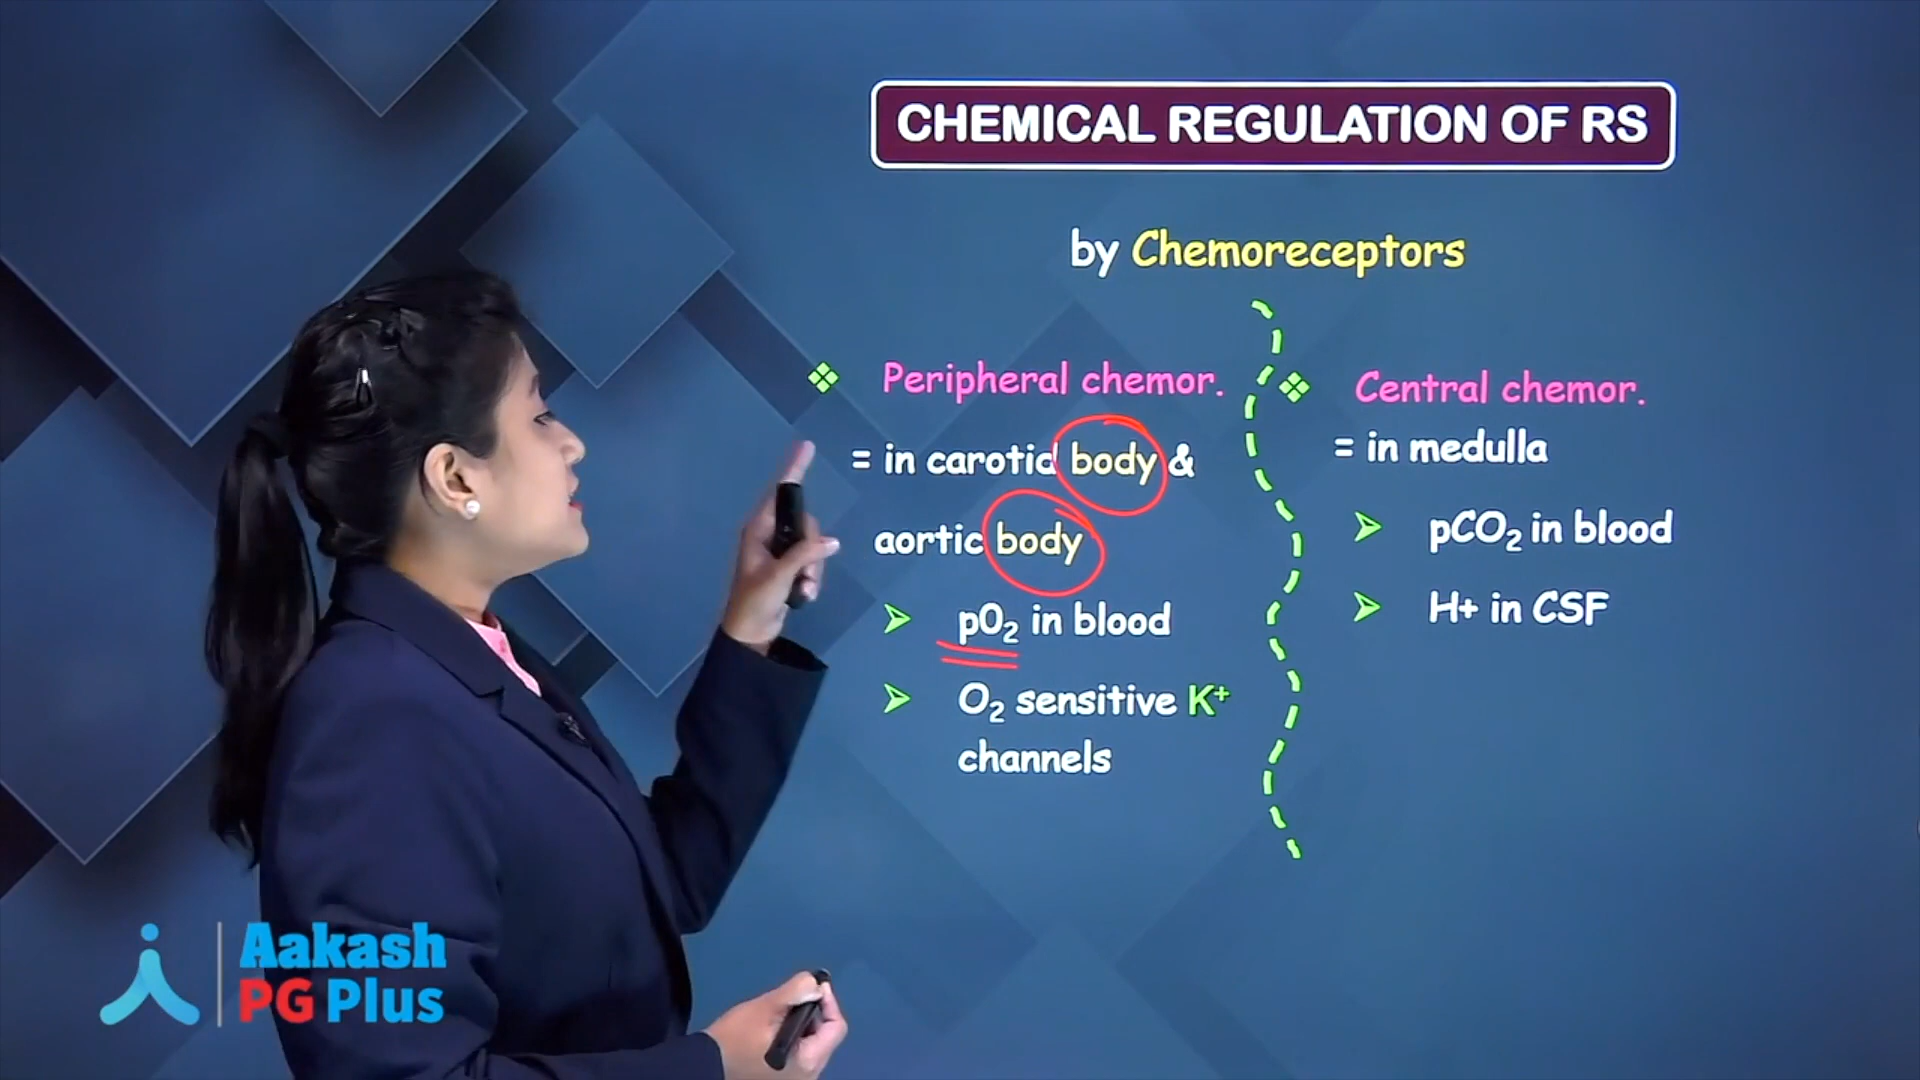 CHEMICAL REGULATION OF RS
by Chemoreceptors
Peripheral chemor.
= in carotid body &
aortic body
pO₂ in blood
O₂ sensitive K⁺
channels
Central chemor.
= in medulla
pCO₂ in blood
H+ in CSF
Aakash
PG Plus